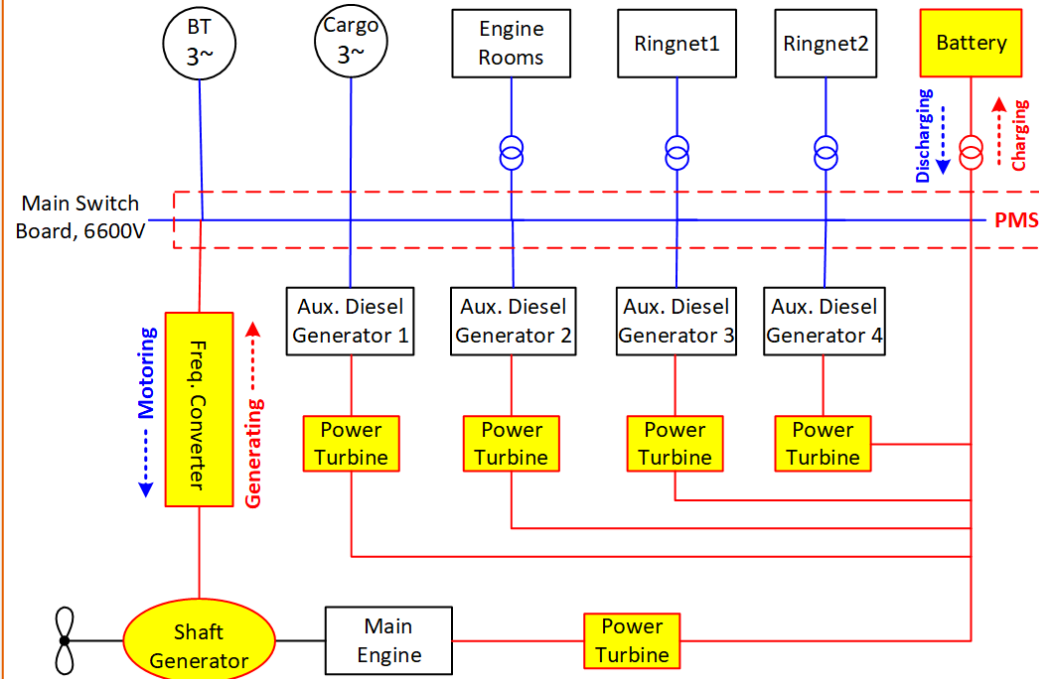 BT
3~
Cargo
3~
Engine
Rooms
Ringnet1
Ringnet2
Battery
Discharging
Charging
Main Switch
Board, 6600V
PMS
Aux. Diesel
Generator 1
Aux. Diesel
Generator 2
Aux. Diesel
Generator 3
Aux. Diesel
Generator 4
Motoring
Freq. Converter
Generating
Power
Turbine
Power
Turbine
Power
Turbine
Power
Turbine
Shaft
Generator
Main
Engine
Power
Turbine